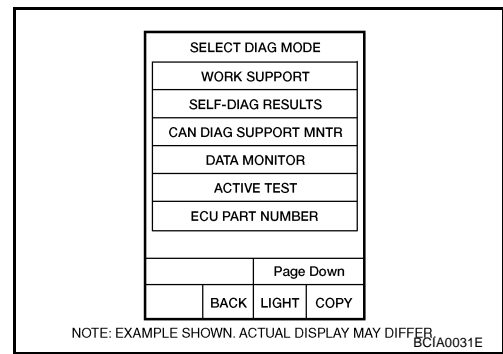 SELECT DIAG MODE
WORK SUPPORT
SELF-DIAG RESULTS
CAN DIAG SUPPORT MNTR
DATA MONITOR
ACTIVE TEST
ECU PART NUMBER
Page Down
BACK LIGHT COPY
NOTE: EXAMPLE SHOWN. ACTUAL DISPLAY MAY DIFFER.
BCIA0031E